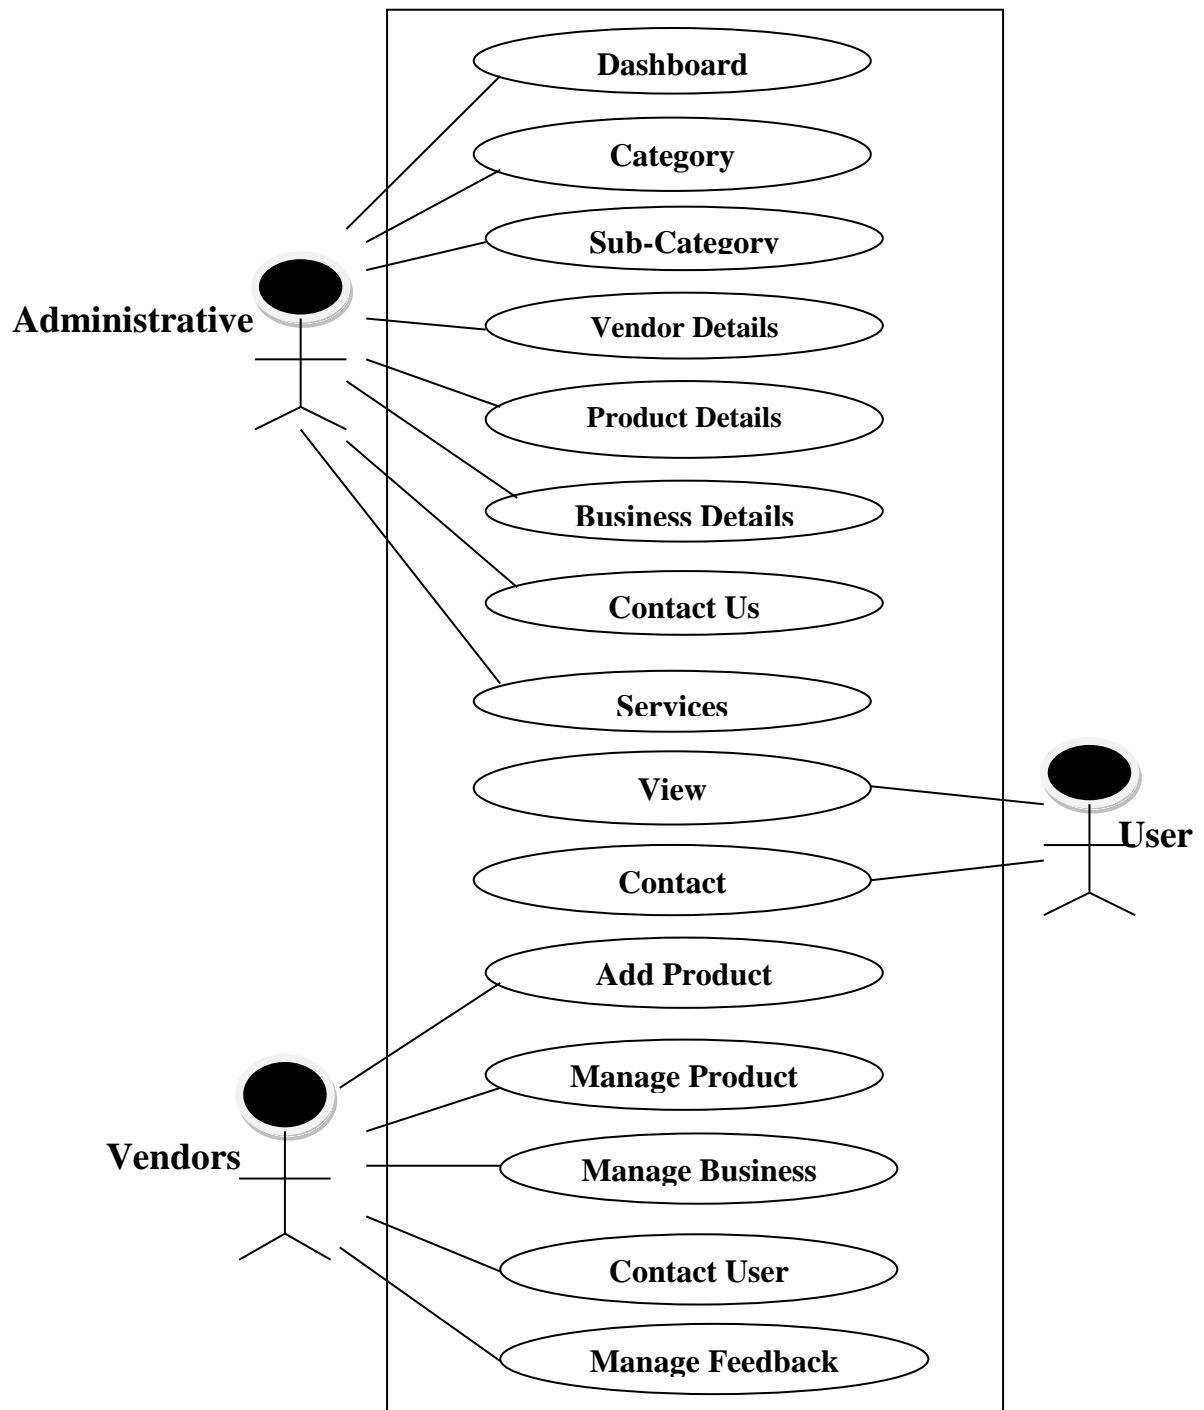 Dashboard
Category
Sub-Category
Administrative
Vendor Details
Product Details
Business Details
Contact Us
Services
View
User
Contact
Add Product
Manage Product
Vendors
Manage Business
Contact User
Manage Feedback